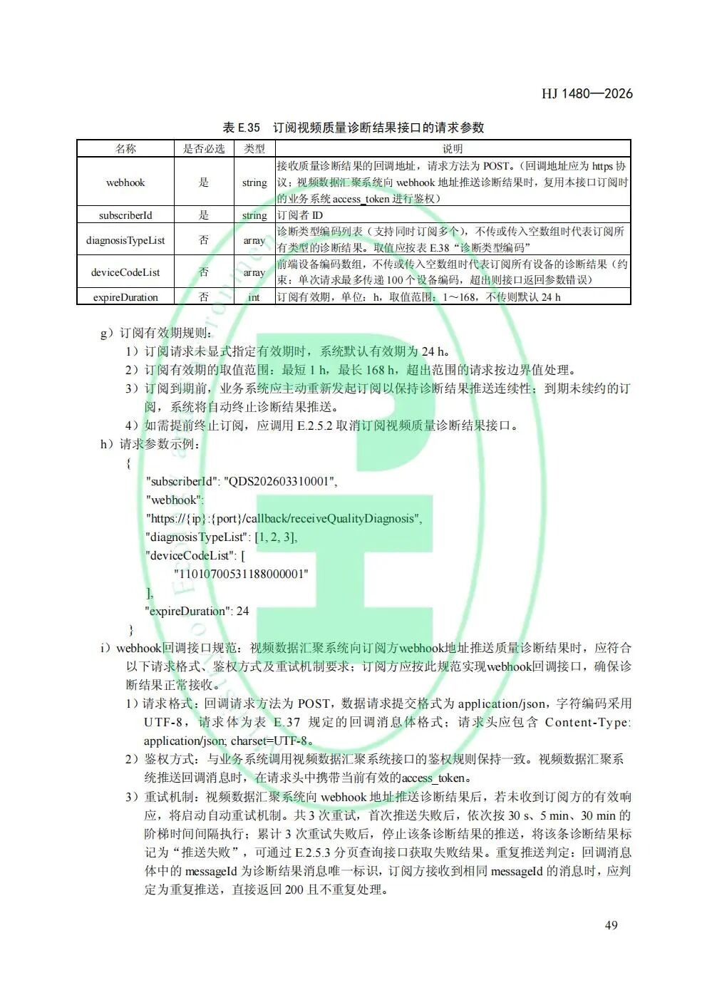 HJ 1480—2026
表 E.35 订阅视频质量诊断结果接口的请求参数
名称 是否必选 类型 说明
webhook 是 string 接收质量诊断结果的回调地址，请求方法为 POST。（回调地址应为 https 协
议；视频数据汇聚系统向 webhook 地址推送诊断结果时，复用本接口订阅时
的业务系统 access_token 进行鉴权）
subscriberId 是 string 订阅者 ID
diagnosisTypeList 否 array 诊断类型编码列表（支持同时订阅多个），不传或传入空数组时代表订阅所
有类型的诊断结果。取值应按表 E.38“诊断类型编码”
deviceCodeList 否 array 前端设备编码数组，不传或传入空数组时代表订阅所有设备的诊断结果（约
束：单次请求最多传递 100 个设备编码，超出则接口返回参数错误）
expireDuration 否 int 订阅有效期，单位：h，取值范围：1～168，不传则默认 24 h
g）订阅有效期规则：
1）订阅请求未显式指定有效期时，系统默认有效期为 24 h。
2）订阅有效期的取值范围：最短 1 h，最长 168 h，超出范围的请求按边界值处理。
3）订阅到期前，业务系统应主动重新发起订阅以保持诊断结果推送连续性；到期未续约的订
阅，系统将自动终止诊断结果推送。
4）如需提前终止订阅，应调用 E.2.5.2 取消订阅视频质量诊断结果接口。
h）请求参数示例：
{
"subscriberId": "QDS202603310001",
"webhook":
"https://{ip}:{port}/callback/receiveQualityDiagnosis",
"diagnosisTypeList": [1, 2, 3],
"deviceCodeList": [
"11010700531188000001"
],
"expireDuration": 24
}
i）webhook回调接口规范：视频数据汇聚系统向订阅方webhook地址推送质量诊断结果时，应符合
以下请求格式、鉴权方式及重试机制要求；订阅方应按此规范实现webhook回调接口，确保诊
断结果正常接收。
1）请求格式：回调请求方法为 POST，数据请求提交格式为 application/json，字符编码采用
UTF-8，请求体为表 E.37 规定的回调消息体格式；请求头应包含 Content-Type:
application/json; charset=UTF-8。
2）鉴权方式：与业务系统调用视频数据汇聚系统接口的鉴权规则保持一致。视频数据汇聚系
统推送回调消息时，在请求头中携带当前有效的access_token。
3）重试机制：视频数据汇聚系统向 webhook 地址推送诊断结果后，若未收到订阅方的有效响
应，将启动自动重试机制。共 3 次重试，首次推送失败后，依次按 30 s、5 min、30 min 的
阶梯时间间隔执行；累计 3 次重试失败后，停止该条诊断结果的推送，将该条诊断结果标
记为“推送失败”，可通过 E.2.5.3 分页查询接口获取失败结果。重复推送判定：回调消息
体中的 messageId 为诊断结果消息唯一标识，订阅方接收到相同 messageId 的消息时，应判
定为重复推送，直接返回 200 且不重复处理。
49
Ministry of Ecology and Environment